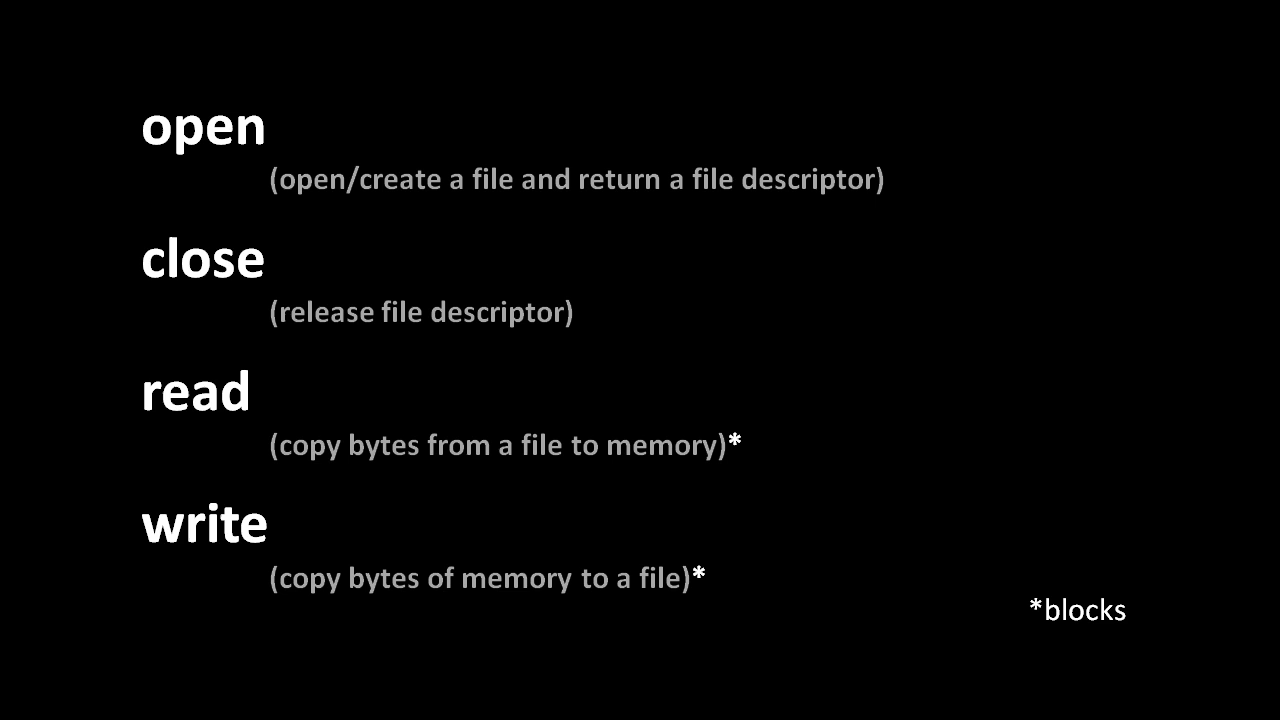 open
(open/create a file and return a file descriptor)
close
(release file descriptor)
read
(copy bytes from a file to memory)*
write
(copy bytes of memory to a file)*
*blocks